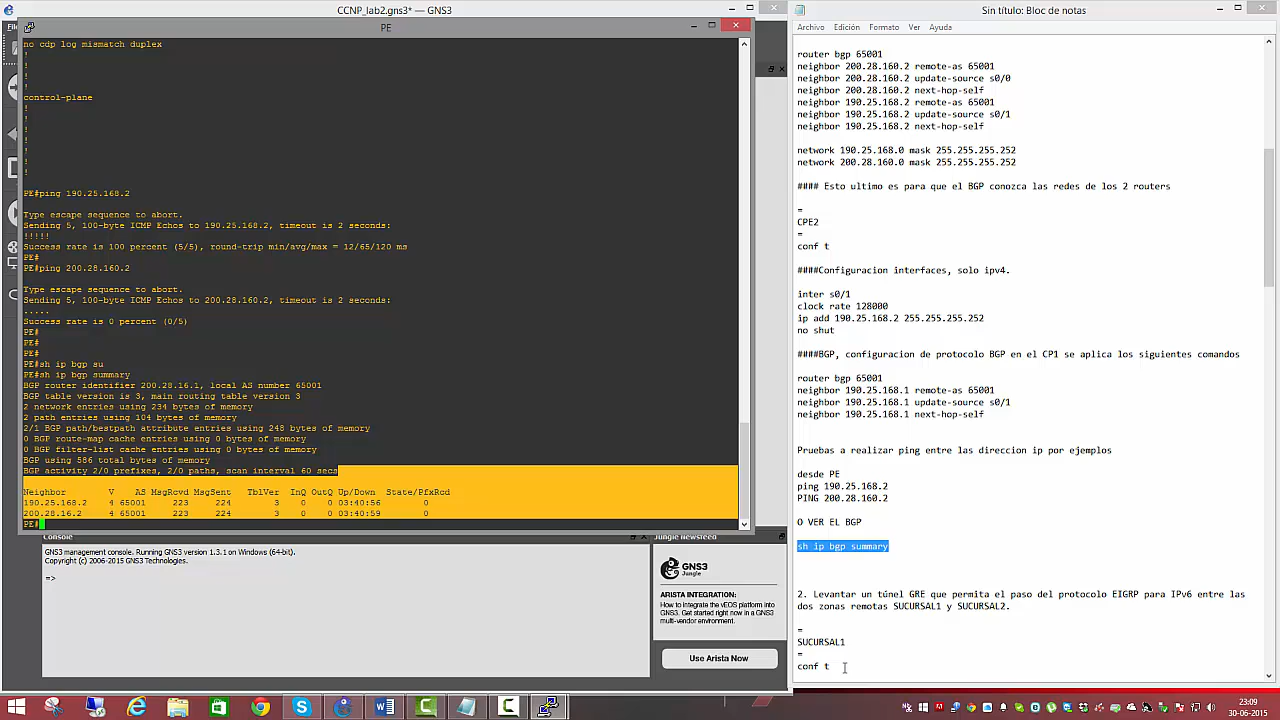 CCNP_lab2.gns3* — GNS3
PE
no cdp log mismatch duplex
!
!
!
control-plane
!
!
!
!
!
!
!
PE#ping 190.25.168.2
Type escape sequence to abort.
Sending 5, 100-byte ICMP Echos to 190.25.168.2, timeout is 2 seconds:
!!!!!
Success rate is 100 percent (5/5), round-trip min/avg/max = 12/65/120 ms
PE#
PE#ping 200.28.160.2
Type escape sequence to abort.
Sending 5, 100-byte ICMP Echos to 200.28.160.2, timeout is 2 seconds:
.....
Success rate is 0 percent (0/5)
PE#
PE#
PE#
PE#sh ip bgp su
PE#sh ip bgp summary
BGP router identifier 200.28.16.1, local AS number 65001
BGP table version is 3, main routing table version 3
2 network entries using 234 bytes of memory
2 path entries using 104 bytes of memory
2/1 BGP path/bestpath attribute entries using 248 bytes of memory
0 BGP route-map cache entries using 0 bytes of memory
0 BGP filter-list cache entries using 0 bytes of memory
BGP using 586 total bytes of memory
BGP activity 2/0 prefixes, 2/0 paths, scan interval 60 secs
Neighbor V AS MsgRcvd MsgSent TblVer InQ OutQ Up/Down State/PfxRcd
190.25.168.2 4 65001 223 224 3 0 0 03:40:56 0
200.28.16.2 4 65001 223 224 3 0 0 03:40:59 0
PE#
Console
GNS3 management console. Running GNS3 version 1.3.1 on Windows (64-bit).
Copyright (c) 2006-2015 GNS3 Technologies.
=>
Jungle Newsfeed
GNS3
Jungle
ARISTA INTEGRATION:
How to integrate the vEOS platform into
GNS3. Get started right now in a GNS3
multi-vendor environment.
Use Arista Now
Sin título: Bloc de notas
Archivo Edición Formato Ver Ayuda
router bgp 65001
neighbor 200.28.160.2 remote-as 65001
neighbor 200.28.160.2 update-source s0/0
neighbor 200.28.160.2 next-hop-self
neighbor 190.25.168.2 remote-as 65001
neighbor 190.25.168.2 update-source s0/1
neighbor 190.25.168.2 next-hop-self
network 190.25.168.0 mask 255.255.255.252
network 200.28.160.0 mask 255.255.255.252
#### Esto ultimo es para que el BGP conozca las redes de los 2 routers
=
CPE2
=
conf t
####Configuracion interfaces, solo ipv4.
inter s0/1
clock rate 128000
ip add 190.25.168.2 255.255.255.252
no shut
####BGP, configuracion de protocolo BGP en el CP1 se aplica los siguientes comandos
router bgp 65001
neighbor 190.25.168.1 remote-as 65001
neighbor 190.25.168.1 update-source s0/1
neighbor 190.25.168.1 next-hop-self
Pruebas a realizar ping entre las direccion ip por ejemplos
desde PE
ping 190.25.168.2
PING 200.28.160.2
O VER EL BGP
sh ip bgp summary
2. Levantar un túnel GRE que permita el paso del protocolo EIGRP para IPv6 entre las
dos zonas remotas SUCURSAL1 y SUCURSAL2.
=
SUCURSAL1
=
conf t
23:09
30-06-2015